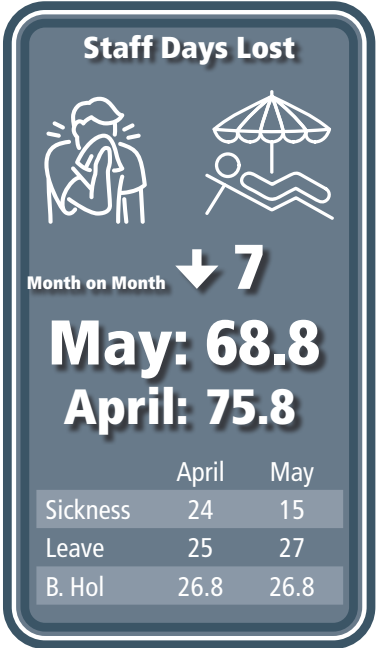 Staff Days Lost
Month on Month 7
May: 68.8
April: 75.8
April May
Sickness 24 15
Leave 25 27
B. Hol 26.8 26.8